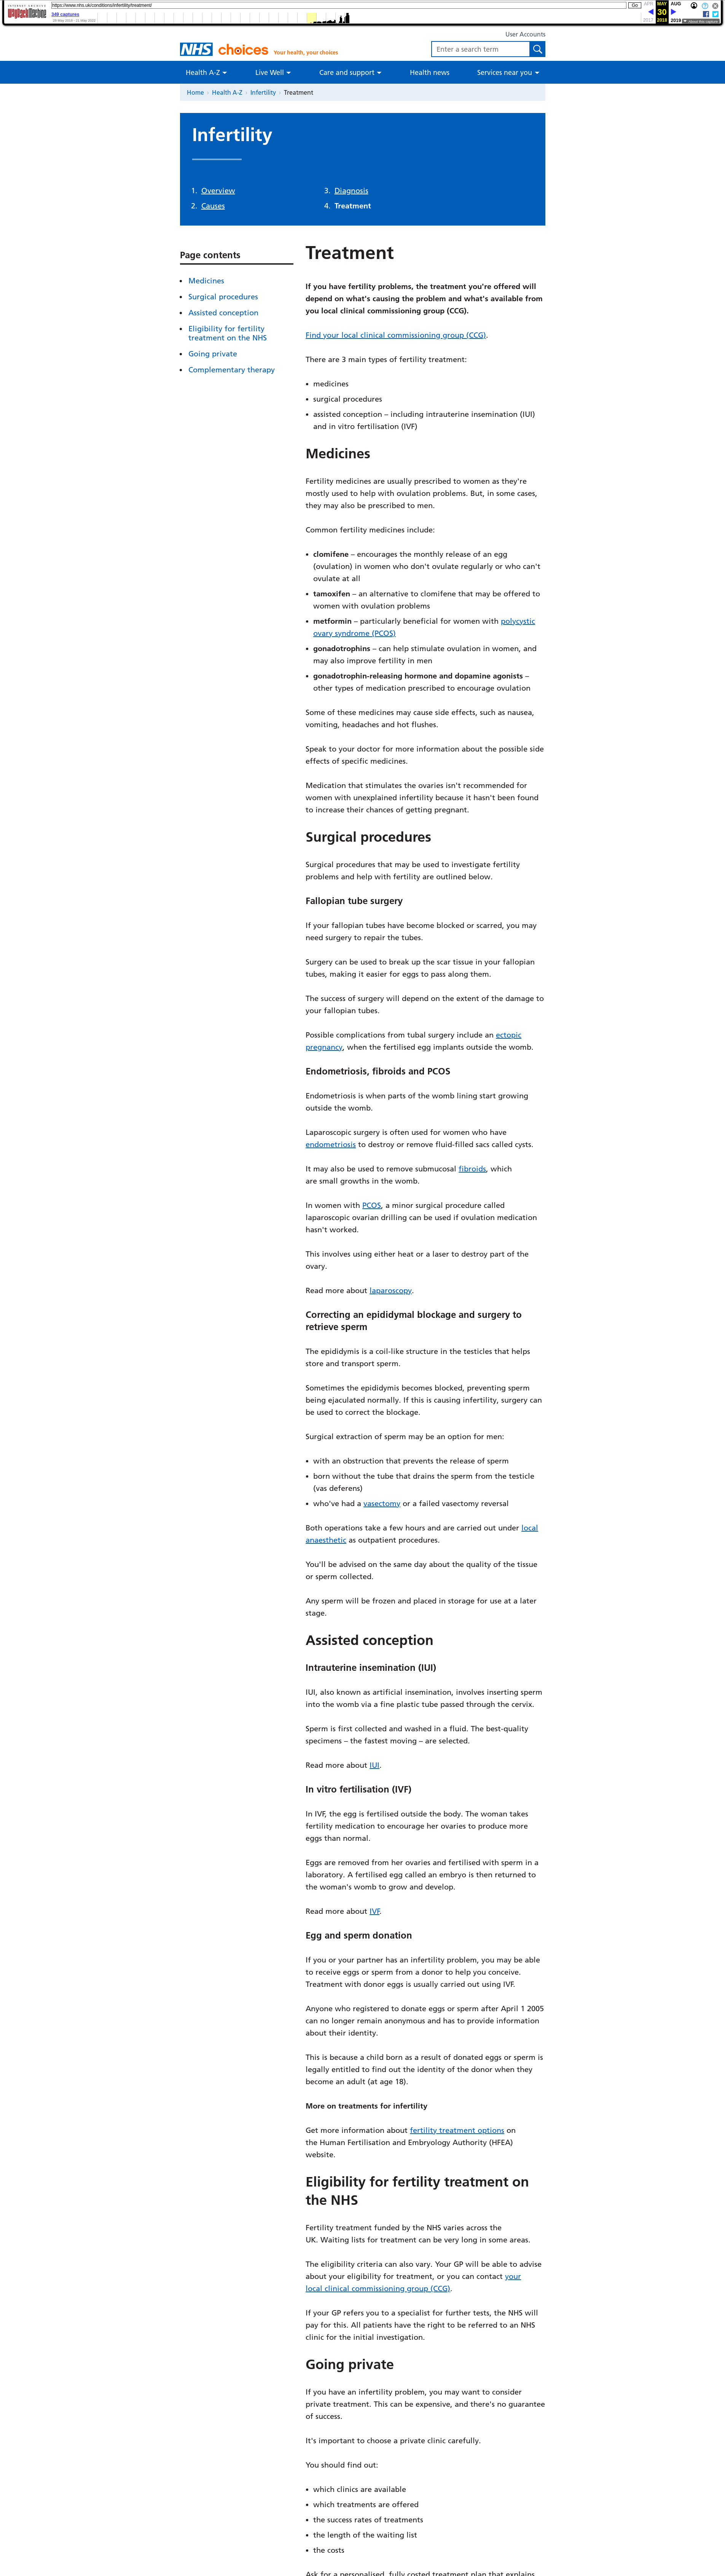 https://www.nhs.uk/conditions/infertility/treatment/
Go
MAY
AUG
30
349 captures
2018
2019
User Accounts
NHS choices Your health, your choices
Enter a search term
Health A-Z
Live Well
Care and support
Health news
Services near you
Home
Health A-Z
Infertility
Treatment
Infertility
1. Overview
2. Causes
3. Diagnosis
4. Treatment
Page contents
Medicines
Surgical procedures
Assisted conception
Eligibility for fertility
treatment on the NHS
Going private
Complementary therapy
Treatment
If you have fertility problems, the treatment you're offered will
depend on what's causing the problem and what's available from
you local clinical commissioning group (CCG).
Find your local clinical commissioning group (CCG).
There are 3 main types of fertility treatment:
medicines
surgical procedures
assisted conception – including intrauterine insemination (IUI)
and in vitro fertilisation (IVF)
Medicines
Fertility medicines are usually prescribed to women as they're
mostly used to help with ovulation problems. But, in some cases,
they may also be prescribed to men.
Common fertility medicines include:
clomifene – encourages the monthly release of an egg
(ovulation) in women who don't ovulate regularly or who can't
ovulate at all
tamoxifen – an alternative to clomifene that may be offered to
women with ovulation problems
metformin – particularly beneficial for women with polycystic
ovary syndrome (PCOS)
gonadotrophins – can help stimulate ovulation in women, and
may also improve fertility in men
gonadotrophin-releasing hormone and dopamine agonists –
other types of medication prescribed to encourage ovulation
Some of these medicines may cause side effects, such as nausea,
vomiting, headaches and hot flushes.
Speak to your doctor for more information about the possible side
effects of specific medicines.
Medication that stimulates the ovaries isn't recommended for
women with unexplained infertility because it hasn't been found
to increase their chances of getting pregnant.
Surgical procedures
Surgical procedures that may be used to investigate fertility
problems and help with fertility are outlined below.
Fallopian tube surgery
If your fallopian tubes have become blocked or scarred, you may
need surgery to repair the tubes.
Surgery can be used to break up the scar tissue in your fallopian
tubes, making it easier for eggs to pass along them.
The success of surgery will depend on the extent of the damage to
your fallopian tubes.
Possible complications from tubal surgery include an ectopic
pregnancy, when the fertilised egg implants outside the womb.
Endometriosis, fibroids and PCOS
Endometriosis is when parts of the womb lining start growing
outside the womb.
Laparoscopic surgery is often used for women who have
endometriosis to destroy or remove fluid-filled sacs called cysts.
It may also be used to remove submucosal fibroids, which
are small growths in the womb.
In women with PCOS, a minor surgical procedure called
laparoscopic ovarian drilling can be used if ovulation medication
hasn't worked.
This involves using either heat or a laser to destroy part of the
ovary.
Read more about laparoscopy.
Correcting an epididymal blockage and surgery to
retrieve sperm
The epididymis is a coil-like structure in the testicles that helps
store and transport sperm.
Sometimes the epididymis becomes blocked, preventing sperm
being ejaculated normally. If this is causing infertility, surgery can
be used to correct the blockage.
Surgical extraction of sperm may be an option for men:
with an obstruction that prevents the release of sperm
born without the tube that drains the sperm from the testicle
(vas deferens)
who've had a vasectomy or a failed vasectomy reversal
Both operations take a few hours and are carried out under local
anaesthetic as outpatient procedures.
You'll be advised on the same day about the quality of the tissue
or sperm collected.
Any sperm will be frozen and placed in storage for use at a later
stage.
Assisted conception
Intrauterine insemination (IUI)
IUI, also known as artificial insemination, involves inserting sperm
into the womb via a fine plastic tube passed through the cervix.
Sperm is first collected and washed in a fluid. The best-quality
specimens – the fastest moving – are selected.
Read more about IUI.
In vitro fertilisation (IVF)
In IVF, the egg is fertilised outside the body. The woman takes
fertility medication to encourage her ovaries to produce more
eggs than normal.
Eggs are removed from her ovaries and fertilised with sperm in a
laboratory. A fertilised egg called an embryo is then returned to
the woman's womb to grow and develop.
Read more about IVF.
Egg and sperm donation
If you or your partner has an infertility problem, you may be able
to receive eggs or sperm from a donor to help you conceive.
Treatment with donor eggs is usually carried out using IVF.
Anyone who registered to donate eggs or sperm after April 1 2005
can no longer remain anonymous and has to provide information
about their identity.
This is because a child born as a result of donated eggs or sperm is
legally entitled to find out the identity of the donor when they
become an adult (at age 18).
More on treatments for infertility
Get more information about fertility treatment options on
the Human Fertilisation and Embryology Authority (HFEA)
website.
Eligibility for fertility treatment on
the NHS
Fertility treatment funded by the NHS varies across the
UK. Waiting lists for treatment can be very long in some areas.
The eligibility criteria can also vary. Your GP will be able to advise
about your eligibility for treatment, or you can contact your
local clinical commissioning group (CCG).
If your GP refers you to a specialist for further tests, the NHS will
pay for this. All patients have the right to be referred to an NHS
clinic for the initial investigation.
Going private
If you have an infertility problem, you may want to consider
private treatment. This can be expensive, and there's no guarantee
of success.
It's important to choose a private clinic carefully.
You should find out:
which clinics are available
which treatments are offered
the success rates of treatments
the length of the waiting list
the costs
Ask for a personalised, fully costed treatment plan that explains